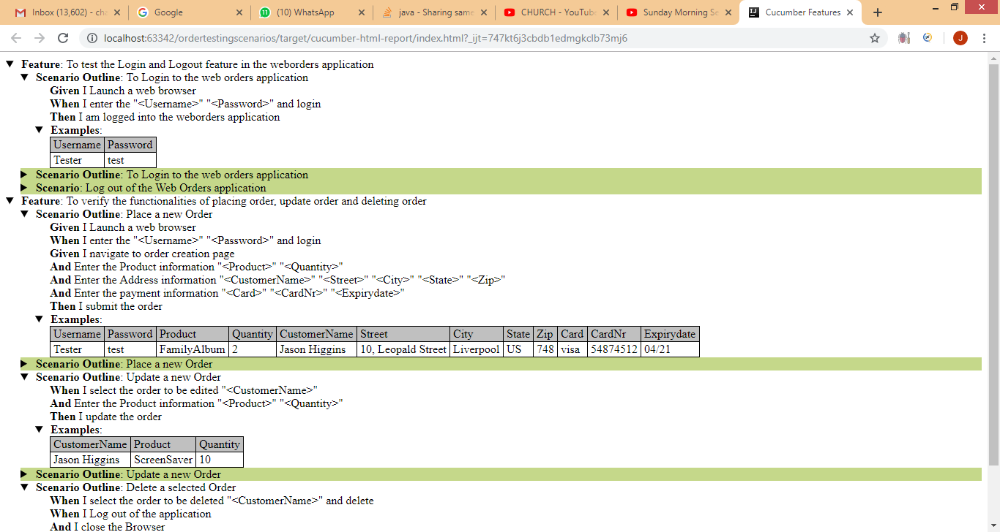 Inbox (13,602) - cha
Google
(10) WhatsApp
java - Sharing same
CHURCH - YouTube
Sunday Morning Se
Cucumber Features
localhost:63342/ordertestingscenarios/target/cucumber-html-report/index.html?_ijt=747kt6j3cbdb1edmgkclb73mj6
J
Feature: To test the Login and Logout feature in the weborders application
Scenario Outline: To Login to the web orders application
Given I Launch a web browser
When I enter the "<Username>" "<Password>" and login
Then I am logged into the weborders application
Examples:
Username Password
Tester test
Scenario Outline: To Login to the web orders application
Scenario: Log out of the Web Orders application
Feature: To verify the functionalities of placing order, update order and deleting order
Scenario Outline: Place a new Order
Given I Launch a web browser
When I enter the "<Username>" "<Password>" and login
Given I navigate to order creation page
And Enter the Product information "<Product>" "<Quantity>"
And Enter the Address information "<CustomerName>" "<Street>" "<City>" "<State>" "<Zip>"
And Enter the payment information "<Card>" "<CardNr>" "<Expirydate>"
Then I submit the order
Examples:
Username Password Product Quantity CustomerName Street City State Zip Card CardNr Expirydate
Tester test FamilyAlbum 2 Jason Higgins 10, Leopald Street Liverpool US 748 visa 54874512 04/21
Scenario Outline: Place a new Order
Scenario Outline: Update a new Order
When I select the order to be edited "<CustomerName>"
And Enter the Product information "<Product>" "<Quantity>"
Then I update the order
Examples:
CustomerName Product Quantity
Jason Higgins ScreenSaver 10
Scenario Outline: Update a new Order
Scenario Outline: Delete a selected Order
When I select the order to be deleted "<CustomerName>" and delete
When I Log out of the application
And I close the Browser